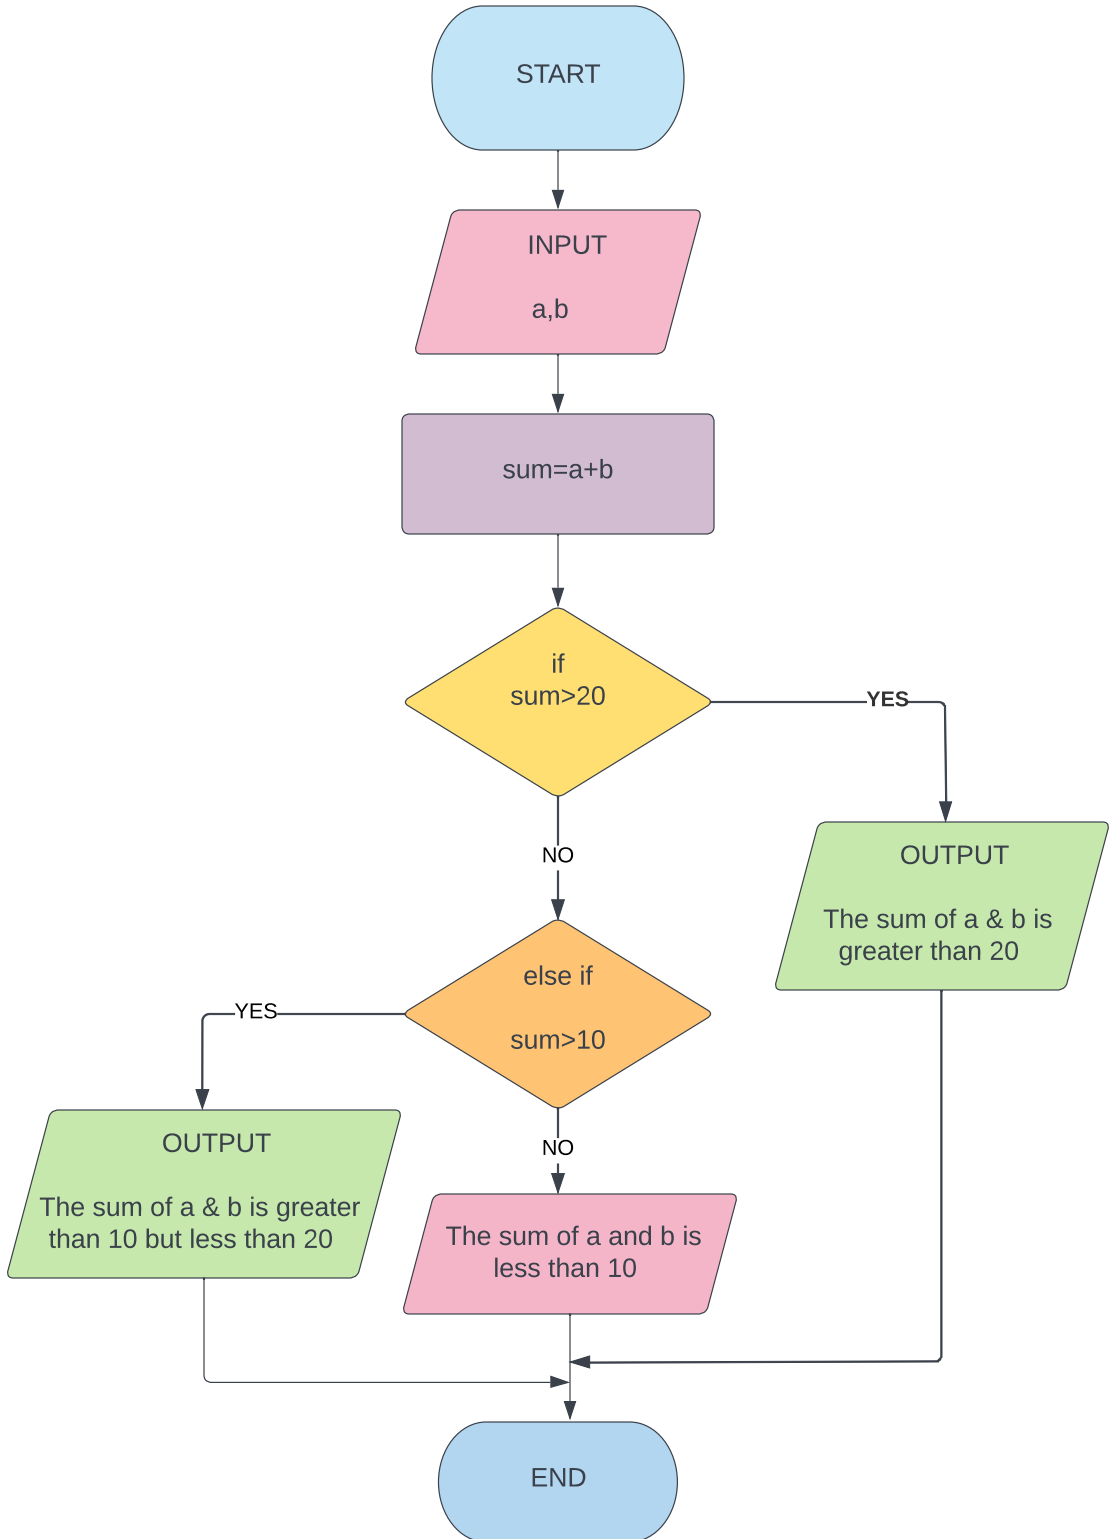 START
INPUT
a,b
sum=a+b
if
sum>20
YES
NO
OUTPUT
The sum of a & b is
greater than 20
else if
sum>10
YES
NO
OUTPUT
The sum of a & b is greater
than 10 but less than 20
The sum of a and b is
less than 10
END